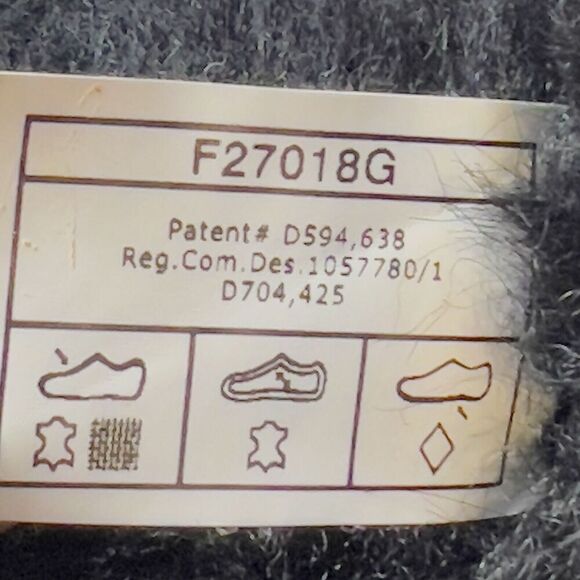 F27018G
Patent# D594,638
Reg.Com.Des.1057780/1
D704,425